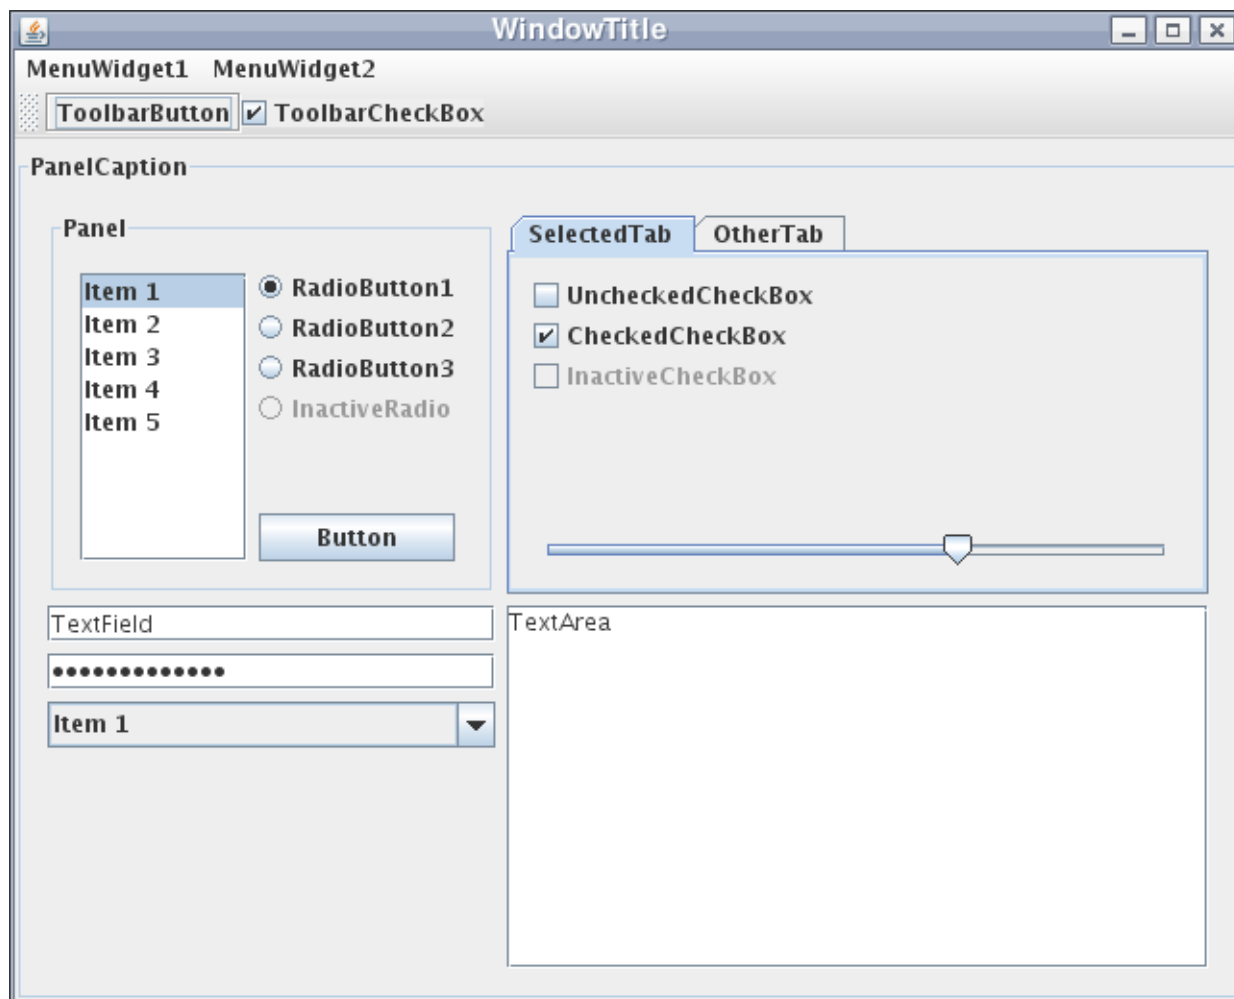 WindowTitle
MenuWidget1 MenuWidget2
ToolbarButton ToolbarCheckBox
PanelCaption
Panel
Item 1
Item 2
Item 3
Item 4
Item 5
RadioButton1
RadioButton2
RadioButton3
InactiveRadio
Button
SelectedTab OtherTab
UncheckedCheckBox
CheckedCheckBox
InactiveCheckBox
TextField
•••••••••••••
Item 1
TextArea